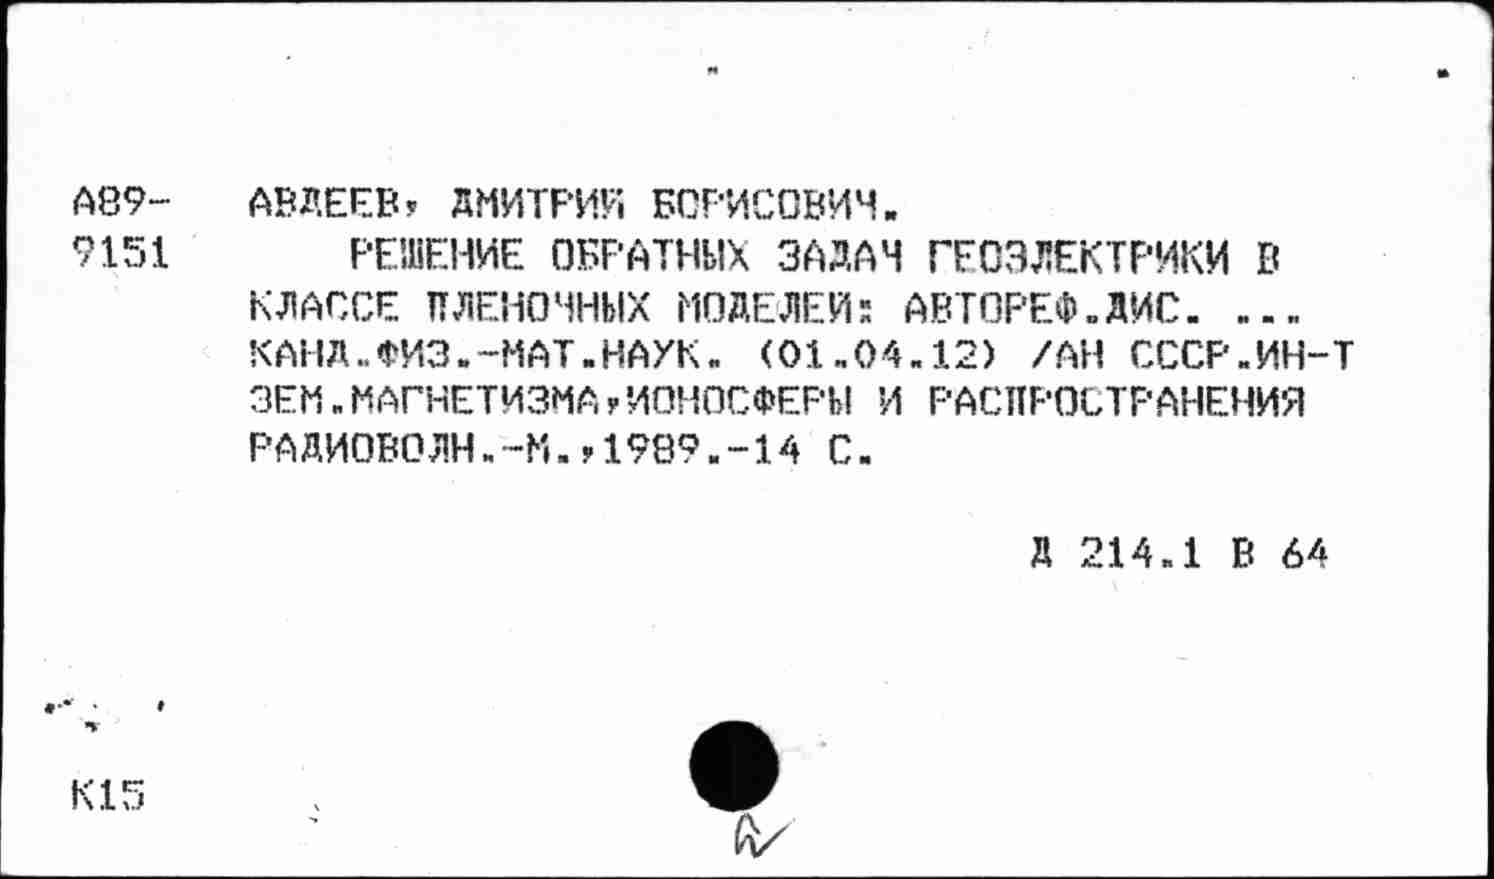 А89- АВДЕЕВ, ДМИТРИЙ БОРИСОВИЧ.
9151 РЕШЕНИЕ ОБРАТНЫХ ЗАДАЧ ГЕОЭЛЕКТРИКИ В
КЛАССЕ ПЛЕНОЧНЫХ МОДЕЛЕЙ: АВТОРЕФ.ДИС. ...
КАНД.ФИЗ.-МАТ.НАУК. (01.04.12) /АН СССР.ИН-Т
ЗЕМ.МАГНЕТИЗМА,ИОНОСФЕРЫ И РАСПРОСТРАНЕНИЯ
РАДИОВОЛН.-М.,1989.-14 С.
Д 214.1 В 64
К15